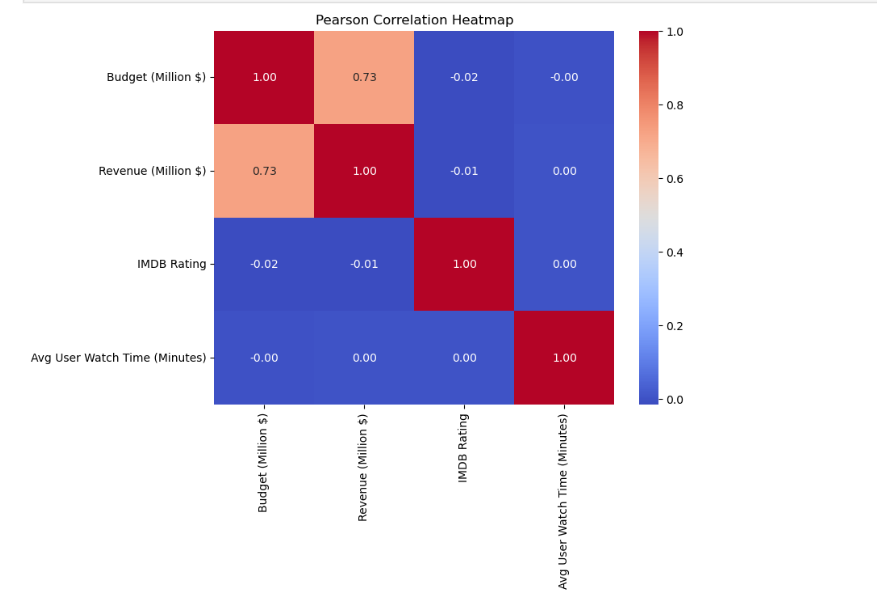 Pearson Correlation Heatmap
Budget (Million $)
1.00
0.73
-0.02
-0.00
Revenue (Million $)
0.73
1.00
-0.01
0.00
IMDB Rating
-0.02
-0.01
1.00
0.00
Avg User Watch Time (Minutes)
-0.00
0.00
0.00
1.00
Budget (Million $)
Revenue (Million $)
IMDB Rating
Avg User Watch Time (Minutes)
1.0
0.8
0.6
0.4
0.2
0.0